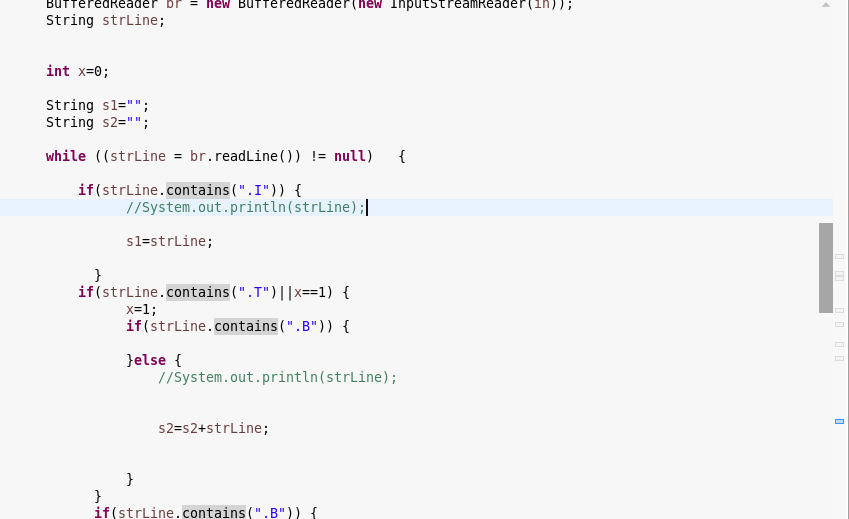 BufferedReader br = new BufferedReader(new InputStreamReader(in));
String strLine;
int x=0;
String s1="";
String s2="";
while ((strLine = br.readLine()) != null)   {
if(strLine.contains(".I")) {
//System.out.println(strLine);
s1=strLine;
}
if(strLine.contains(".T")||x==1) {
x=1;
if(strLine.contains(".B")) {
}else {
//System.out.println(strLine);
s2=s2+strLine;
}
}
if(strLine.contains(".B")) {